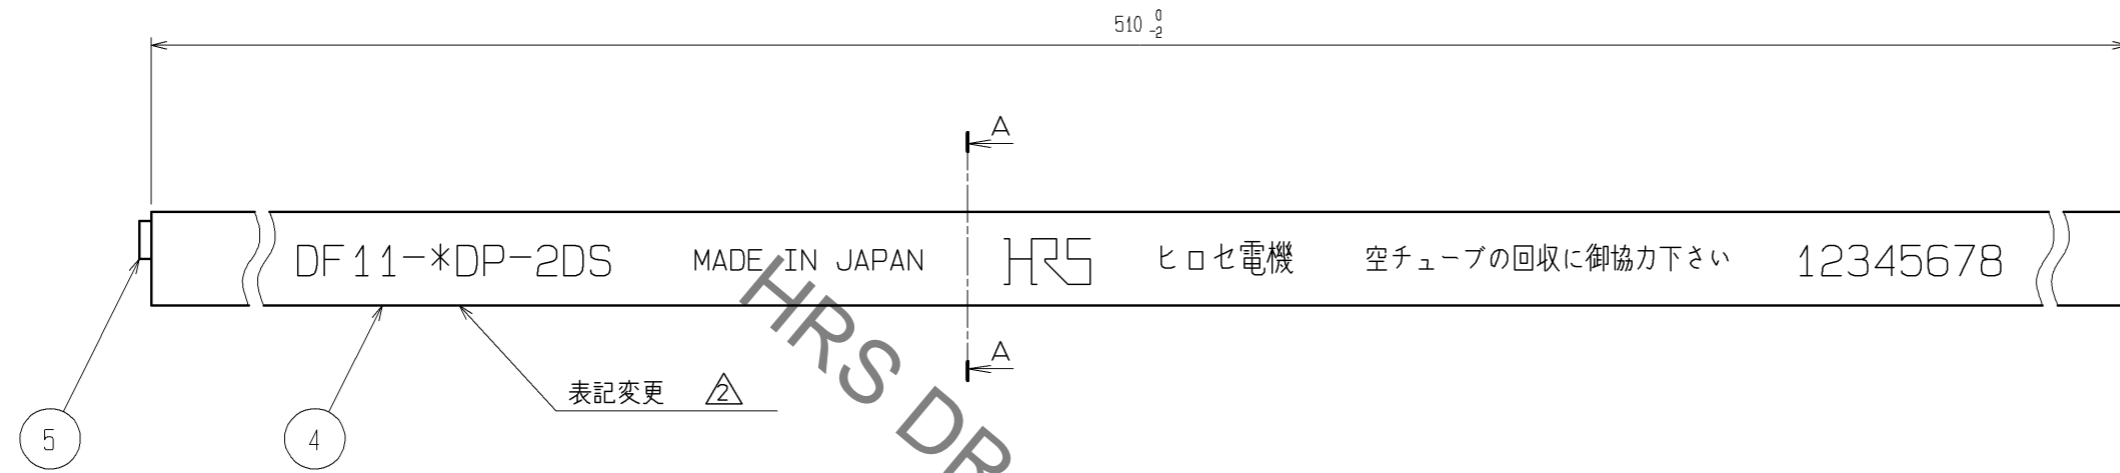 510 0 -2
A
DF11-*DP-2DS MADE IN JAPAN HRS ヒロセ電機 空チューブの回収に御協力下さい 12345678
A
表記変更 2
5 4
HRS DR